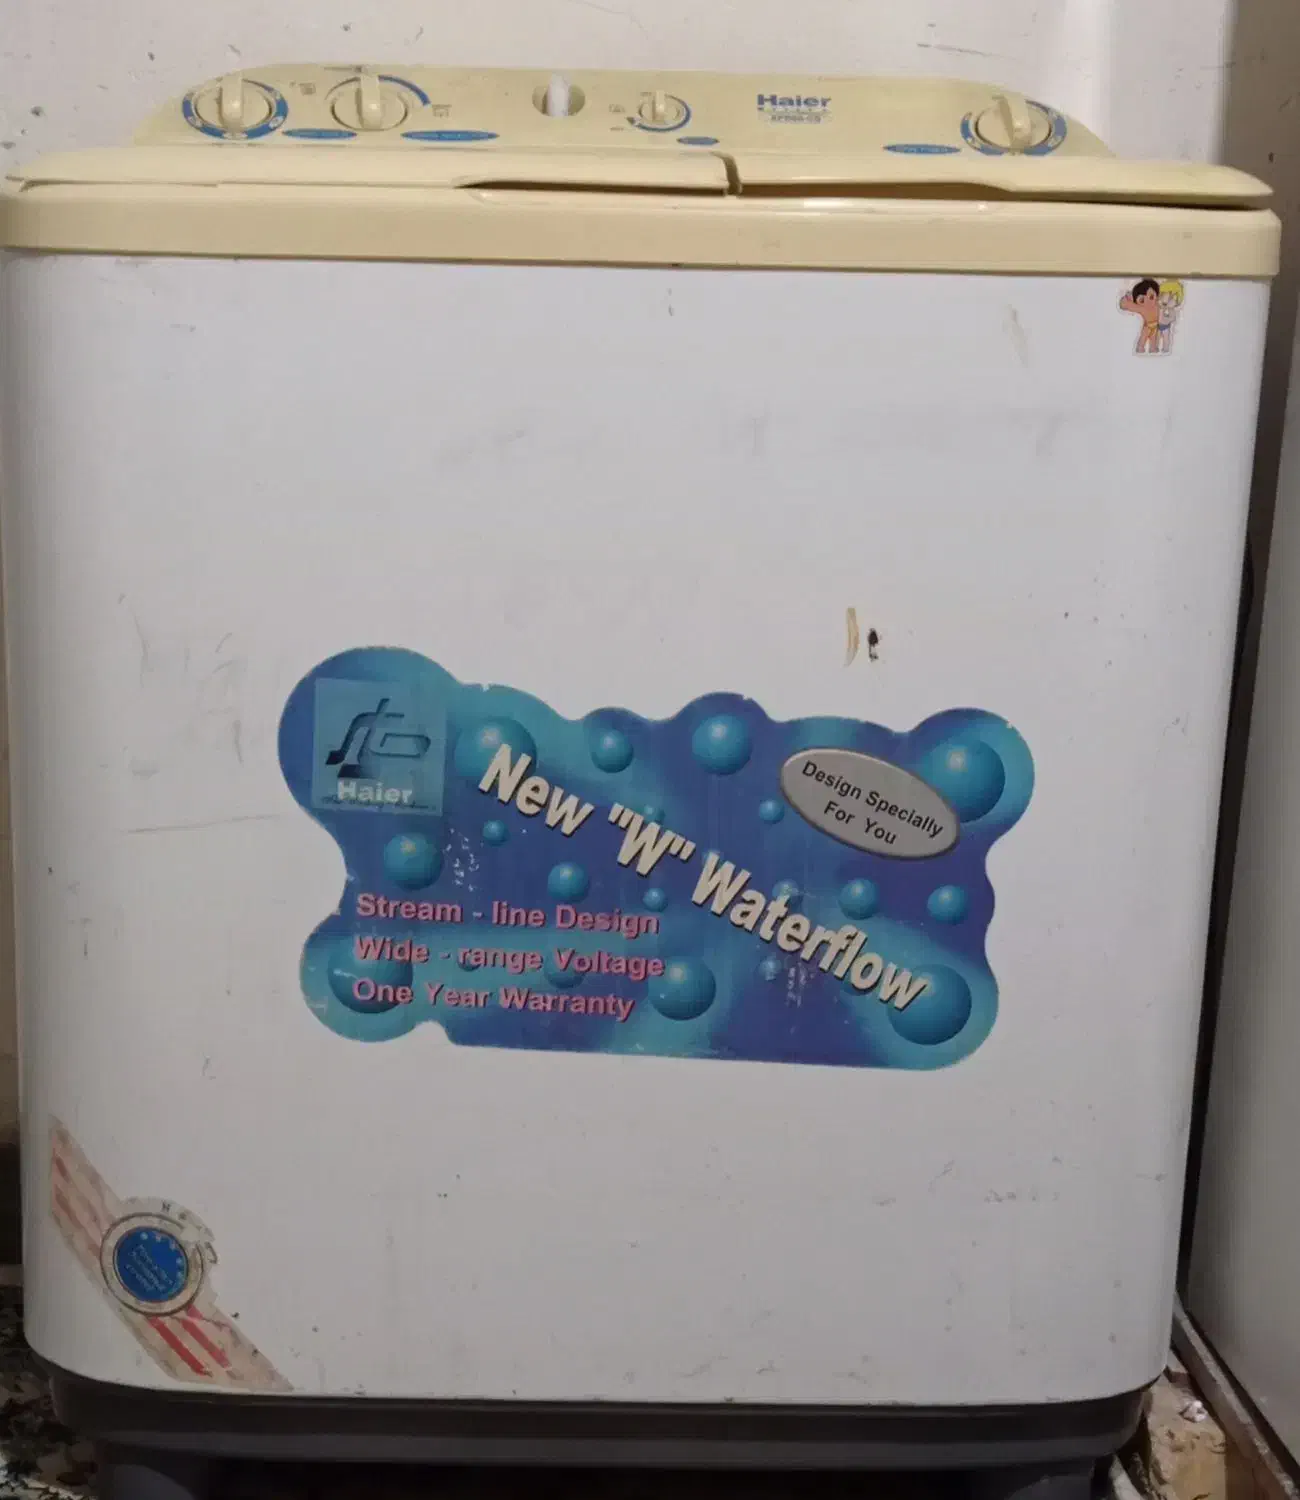 Haier
Haier
New "W" Waterflow
Design Specially
For You
Stream - line Design
Wide - range Voltage
One Year Warranty